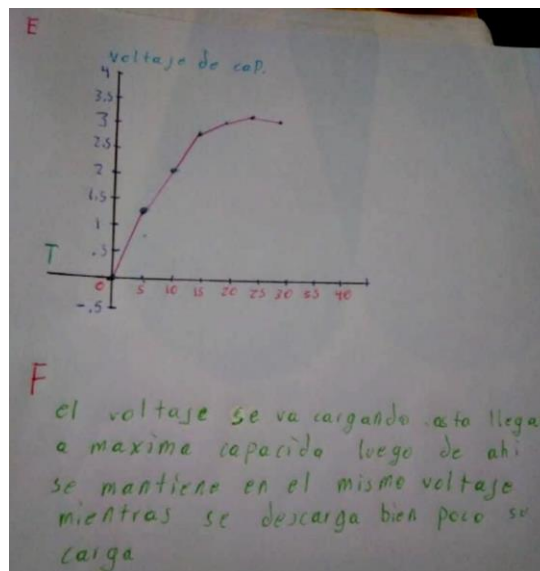 E
voltaje de cap.
4
3.5
3
2.5
2
1.5
1
.5
T
0 5 10 15 20 25 30 35 40
-.5
F
el voltaje se va cargando asta llega
a maxima capacida luego de ahi
se mantiene en el mismo voltaje
mientras se descarga bien poco su
carga